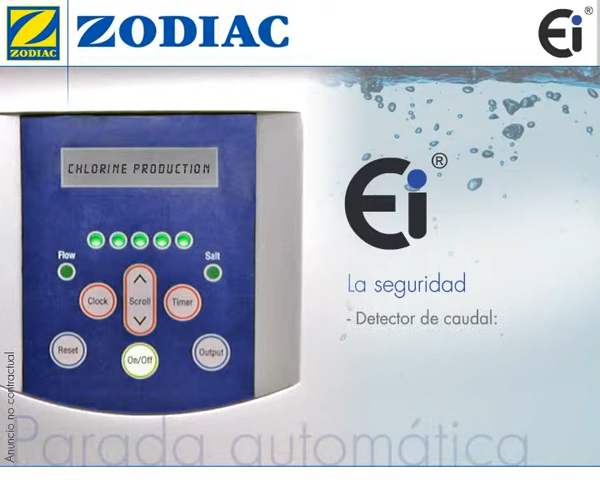 ZODIAC
ZODIAC
Ei®
CHLORINE PRODUCTION
Flow
Salt
Clock
Scroll
Timer
Reset
On/Off
Output
Ei®
La seguridad
- Detector de caudal:
Parada automática
Anuncio no contractual